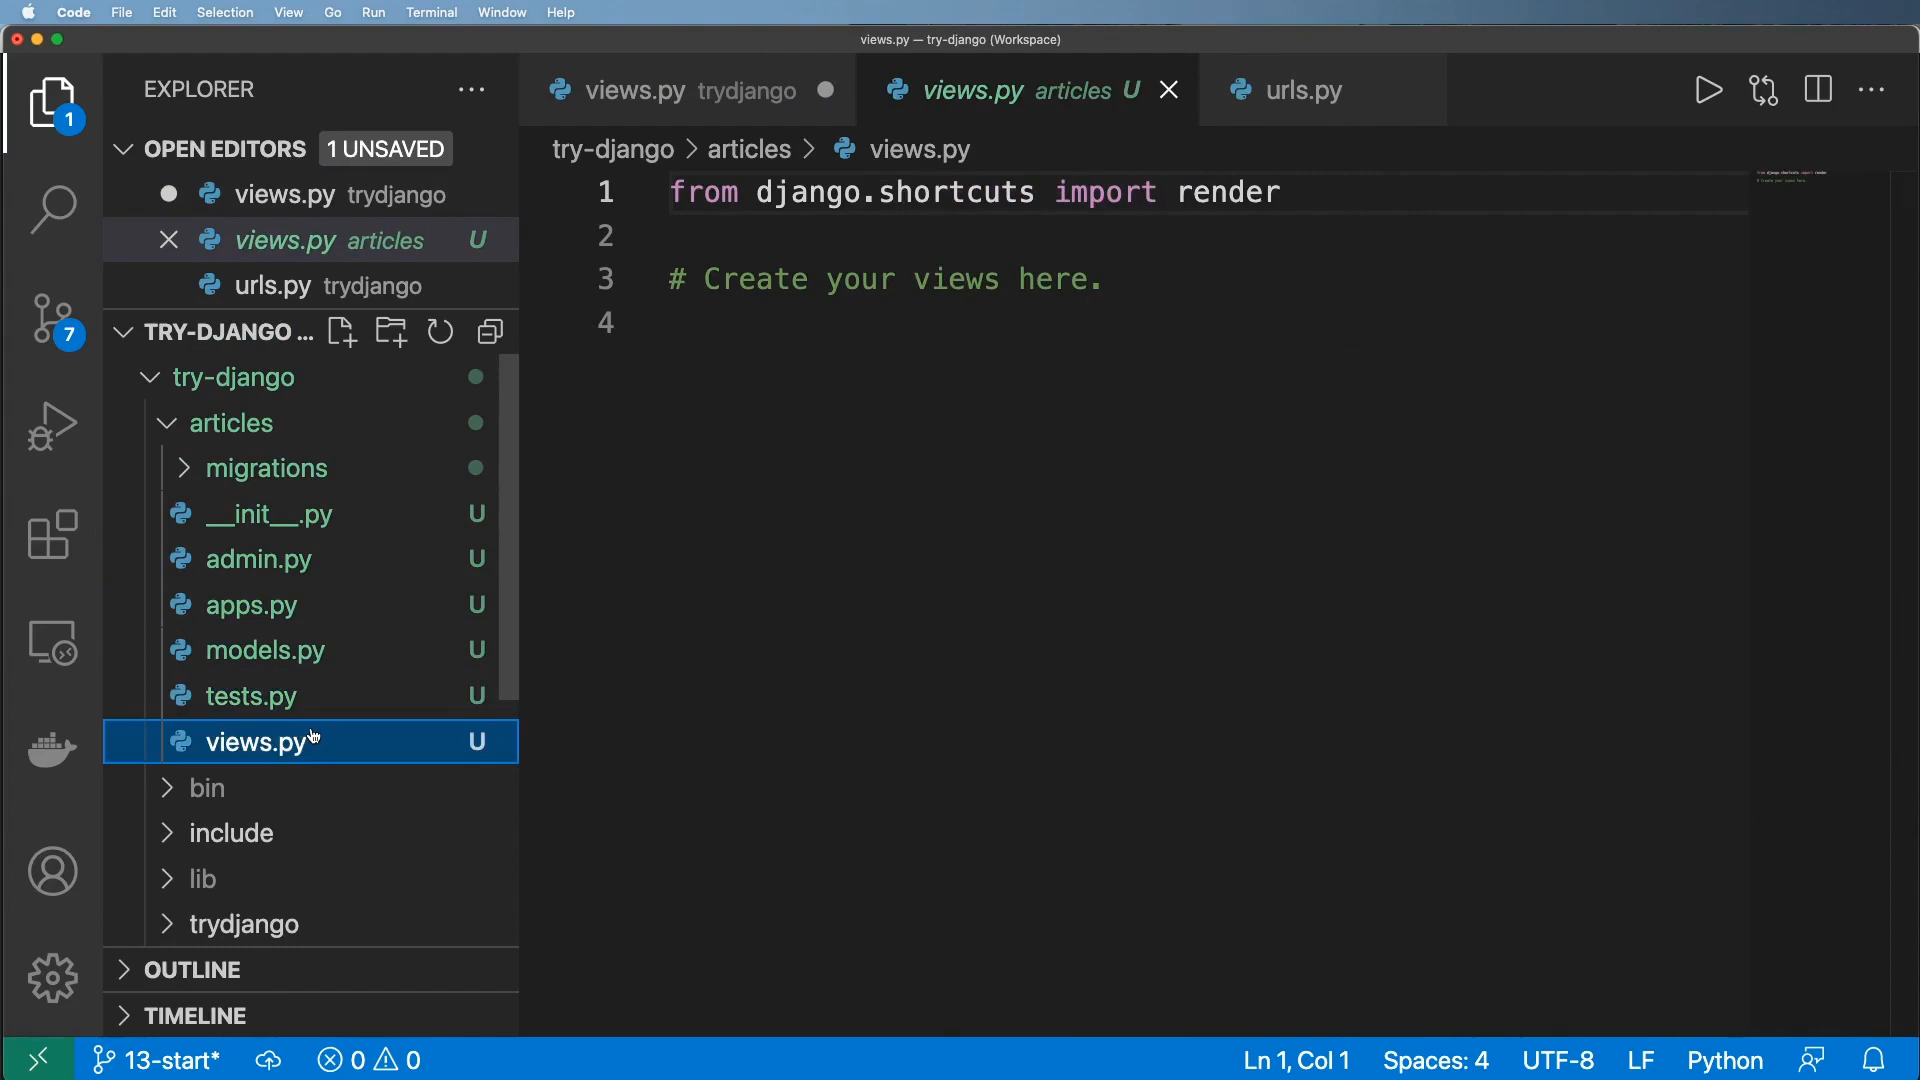 Code File Edit Selection View Go Run Terminal Window Help
views.py — try-django (Workspace)
EXPLORER
views.py trydjango
views.py articles U
urls.py
OPEN EDITORS 1 UNSAVED
views.py trydjango
views.py articles U
urls.py trydjango
TRY-DJANGO ...
try-django
articles
migrations
__init__.py U
admin.py U
apps.py U
models.py U
tests.py U
views.py U
bin
include
lib
trydjango
OUTLINE
TIMELINE
try-django > articles > views.py
1 from django.shortcuts import render
2
3 # Create your views here.
4
1
7
13-start* 0 0 Ln 1, Col 1 Spaces: 4 UTF-8 LF Python